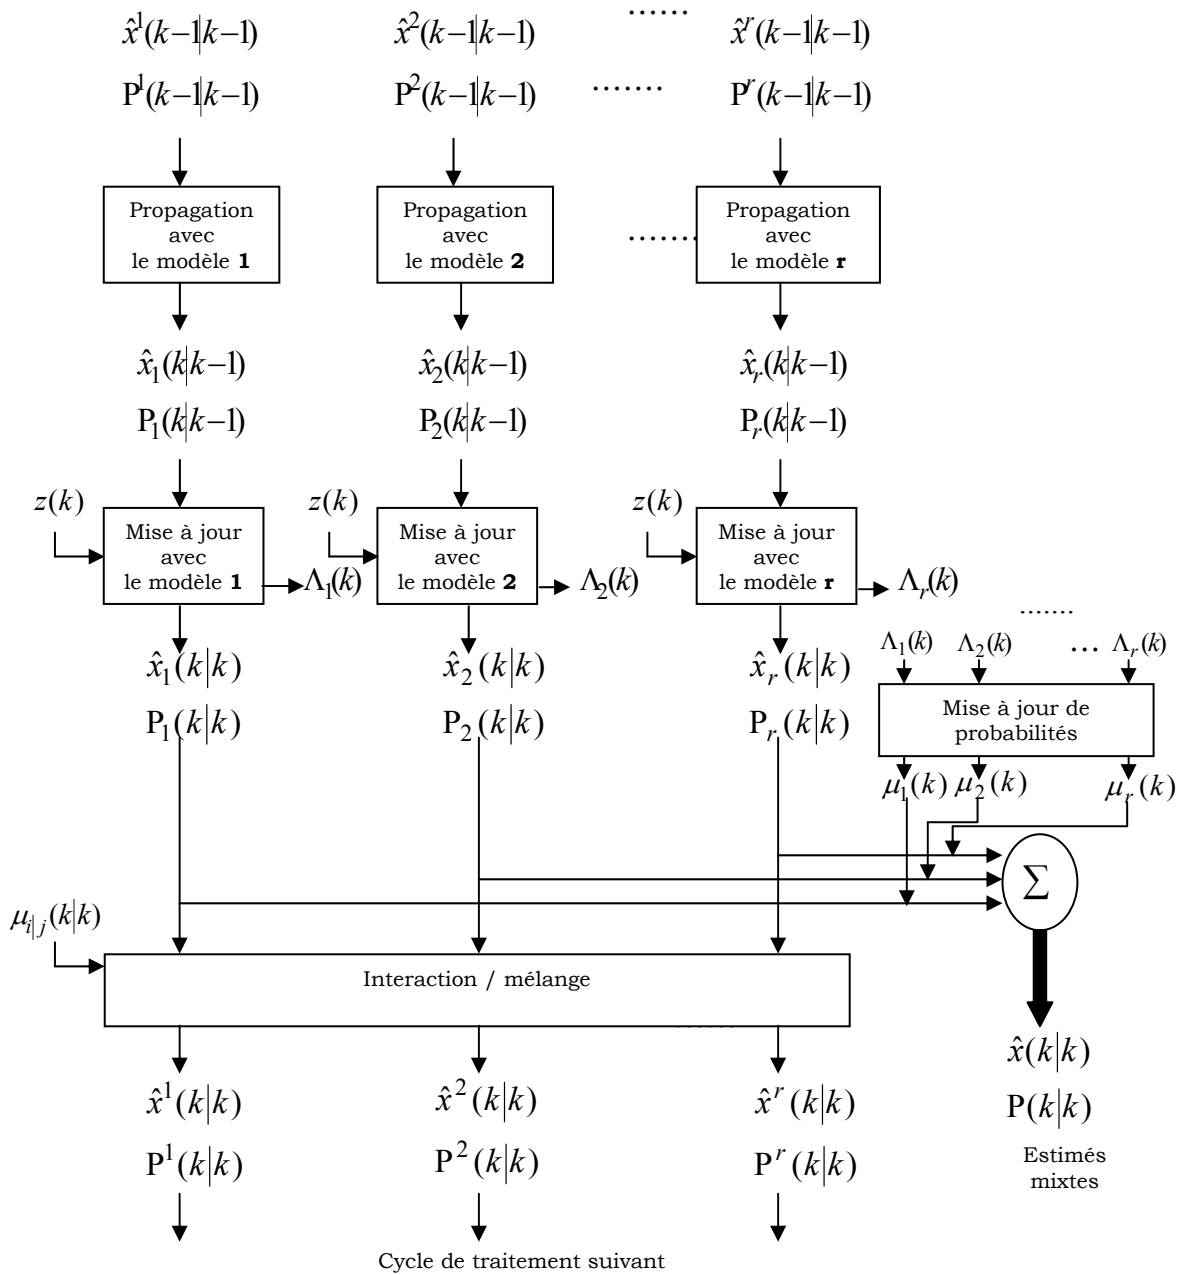 ......
x̂¹(k−1|k−1) x̂²(k−1|k−1) x̂ʳ(k−1|k−1)
P¹(k−1|k−1) P²(k−1|k−1) ....... Pʳ(k−1|k−1)
Propagation
avec
le modèle 1
Propagation
avec
le modèle 2
.......
Propagation
avec
le modèle r
x̂₁(k|k−1) x̂₂(k|k−1) x̂ᵣ(k|k−1)
P₁(k|k−1) P₂(k|k−1) Pᵣ(k|k−1)
z(k) z(k) z(k)
Mise à jour
avec
le modèle 1
Λ₁(k)
Mise à jour
avec
le modèle 2
Λ₂(k)
Mise à jour
avec
le modèle r
Λᵣ(k)
.......
Λ₁(k) Λ₂(k) ... Λᵣ(k)
x̂₁(k|k) x̂₂(k|k) x̂ᵣ(k|k)
P₁(k|k) P₂(k|k) Pᵣ(k|k)
Mise à jour de
probabilités
μ₁(k) μ₂(k) μᵣ(k)
Σ
μᵢ|ⱼ(k|k)
Interaction / mélange
.......
x̂¹(k|k) x̂²(k|k) x̂ʳ(k|k)
P¹(k|k) P²(k|k) Pʳ(k|k)
x̂(k|k)
P(k|k)
Estimés
mixtes
Cycle de traitement suivant